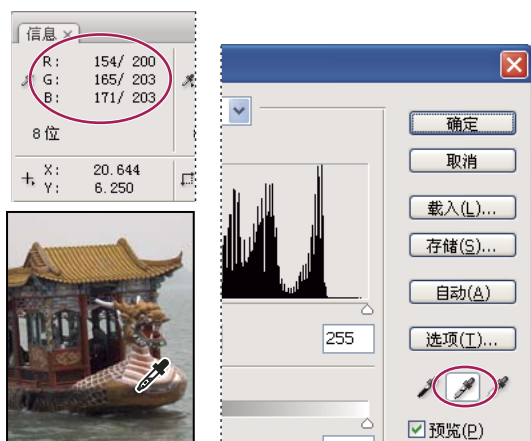 信息 ×
R: 154/ 200
G: 165/ 203
B: 171/ 203
8位
X: 20.644
Y: 6.250
确定
取消
载入(L)...
存储(S)...
自动(A)
255
选项(T)...
预览(P)